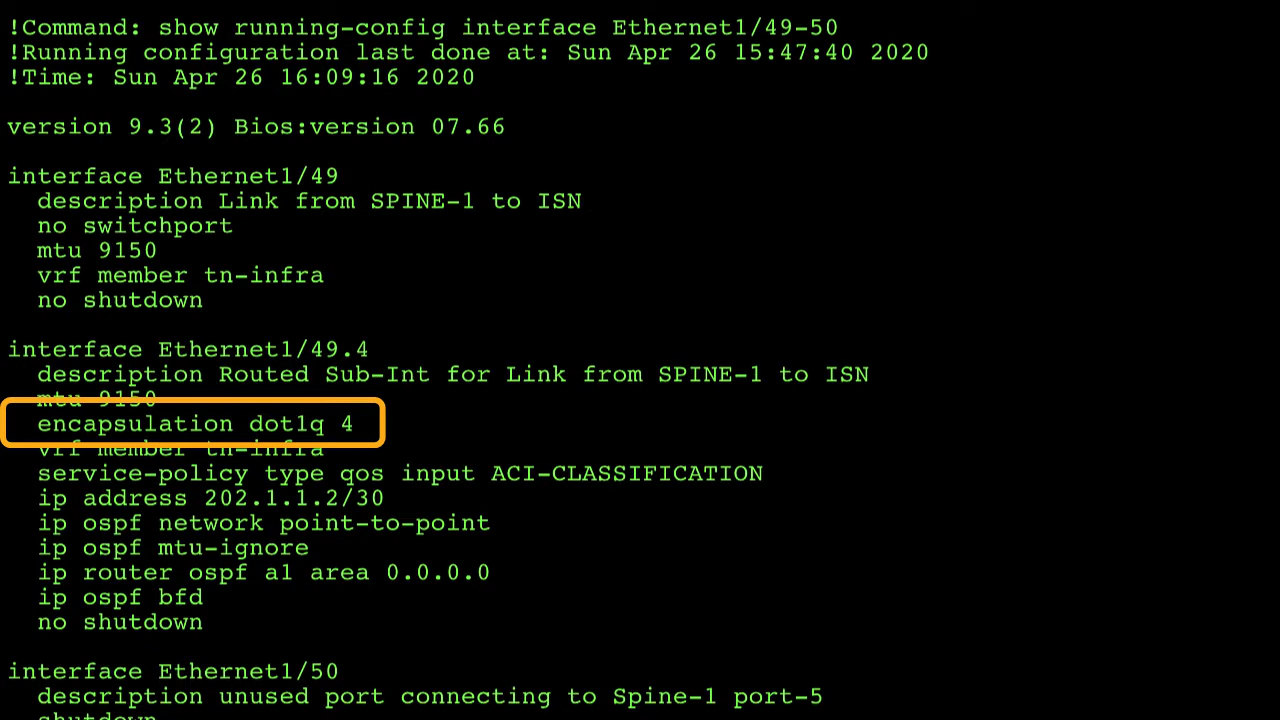 !Command: show running-config interface Ethernet1/49-50
!Running configuration last done at: Sun Apr 26 15:47:40 2020
!Time: Sun Apr 26 16:09:16 2020
version 9.3(2) Bios:version 07.66
interface Ethernet1/49
description Link from SPINE-1 to ISN
no switchport
mtu 9150
vrf member tn-infra
no shutdown
interface Ethernet1/49.4
description Routed Sub-Int for Link from SPINE-1 to ISN
mtu 9150
encapsulation dot1q 4
vrf member tn-infra
service-policy type qos input ACI-CLASSIFICATION
ip address 202.1.1.2/30
ip ospf network point-to-point
ip ospf mtu-ignore
ip router ospf a1 area 0.0.0.0
ip ospf bfd
no shutdown
interface Ethernet1/50
description unused port connecting to Spine-1 port-5
shutdown